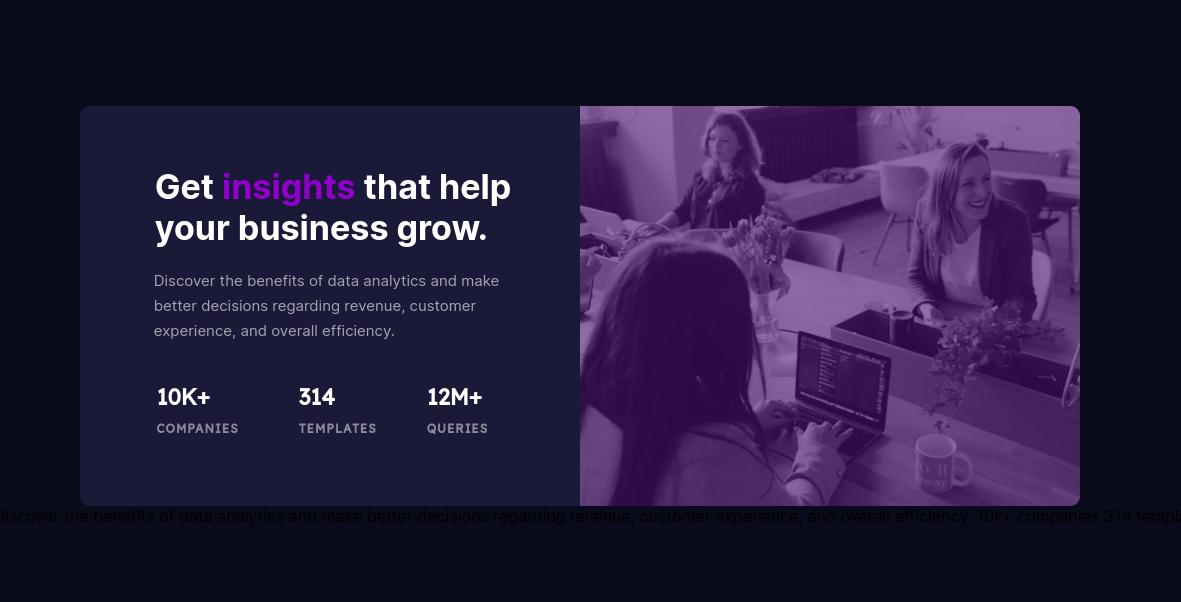 Get insights that help
your business grow.
Discover the benefits of data analytics and make
better decisions regarding revenue, customer
experience, and overall efficiency.
10K+ 314 12M+
COMPANIES TEMPLATES QUERIES
Discover the benefits of data analytics and make better decisions regarding revenue, customer experience, and overall efficiency. 10k+ companies 314